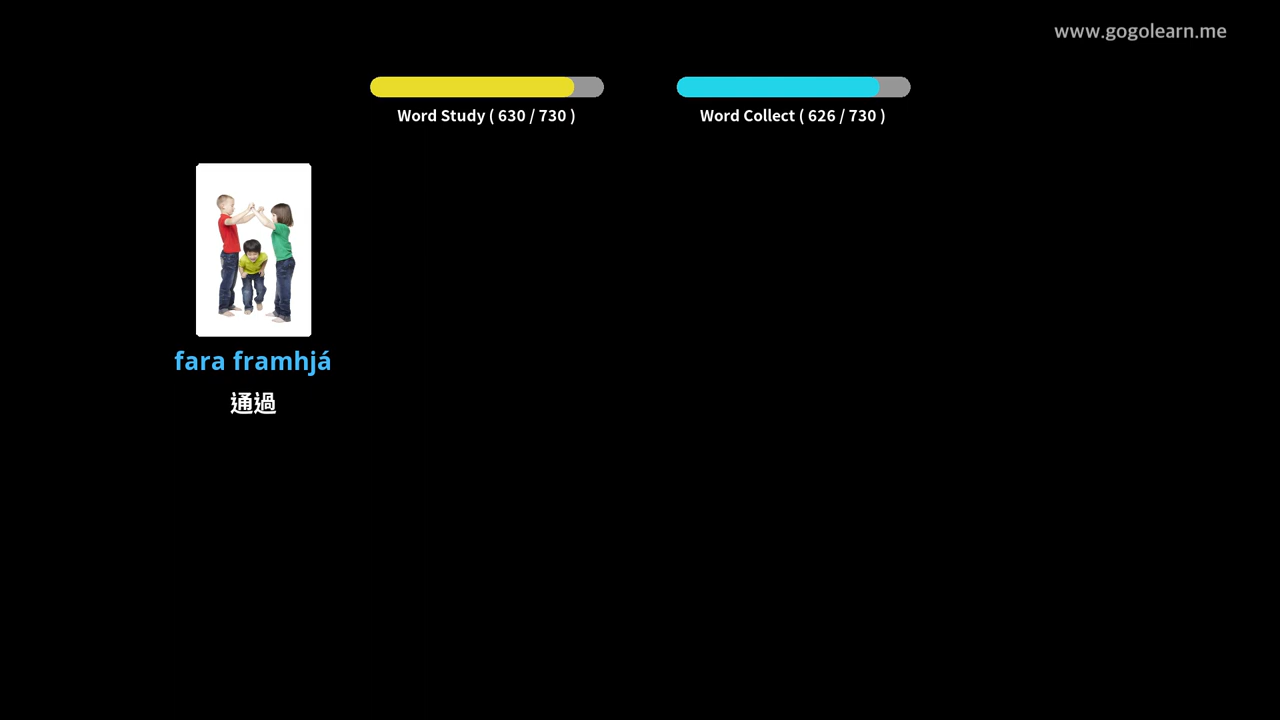 www.gogolearn.me
Word Study ( 630 / 730 )
Word Collect ( 626 / 730 )
fara framhjá
通過